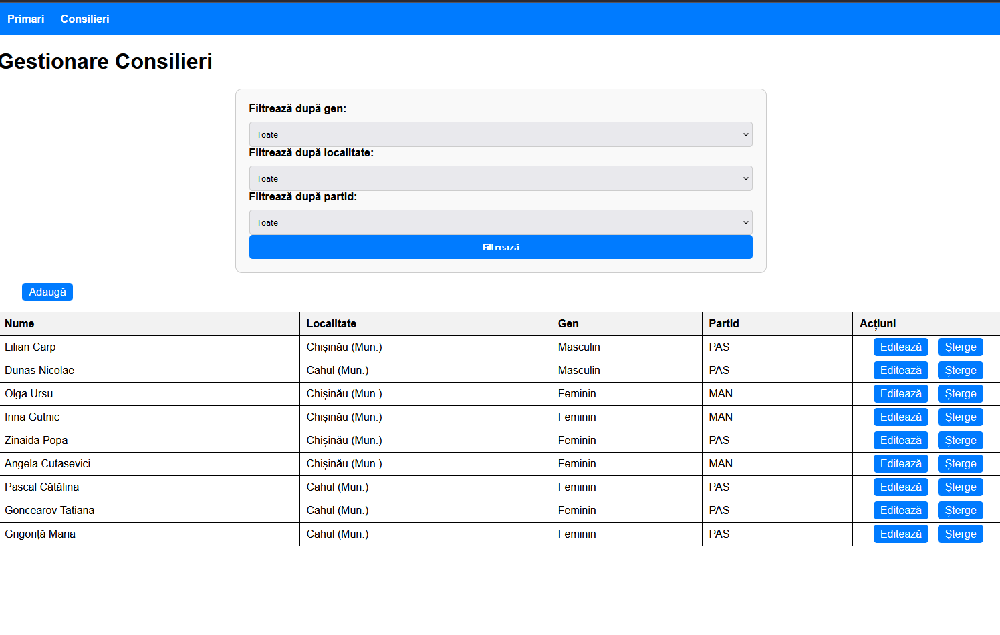 Primari Consilieri
Gestionare Consilieri
Filtrează după gen:
Toate
Filtrează după localitate:
Toate
Filtrează după partid:
Toate
Filtrează
Adaugă
Nume Localitate Gen Partid Acțiuni
Lilian Carp Chișinău (Mun.) Masculin PAS Editează Șterge
Dunas Nicolae Cahul (Mun.) Masculin PAS Editează Șterge
Olga Ursu Chișinău (Mun.) Feminin MAN Editează Șterge
Irina Gutnic Chișinău (Mun.) Feminin MAN Editează Șterge
Zinaida Popa Chișinău (Mun.) Feminin PAS Editează Șterge
Angela Cutasevici Chișinău (Mun.) Feminin MAN Editează Șterge
Pascal Cătălina Cahul (Mun.) Feminin PAS Editează Șterge
Goncearov Tatiana Cahul (Mun.) Feminin PAS Editează Șterge
Grigoriță Maria Cahul (Mun.) Feminin PAS Editează Șterge